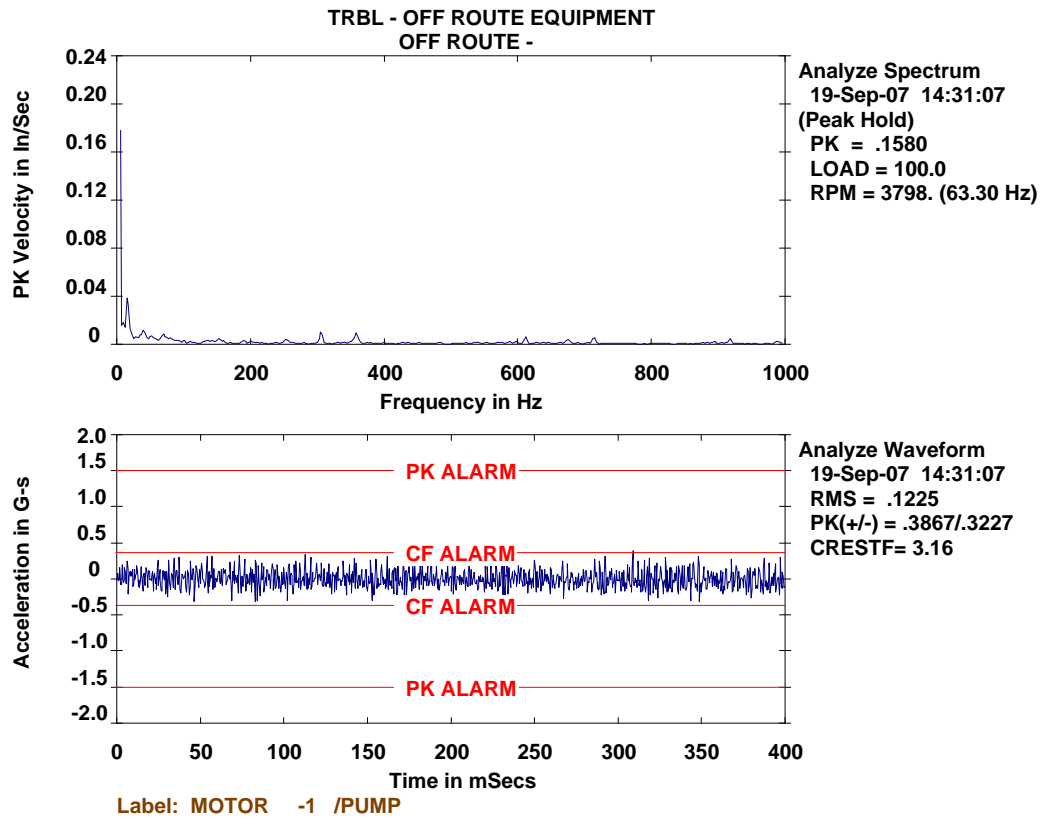 TRBL - OFF ROUTE EQUIPMENT
OFF ROUTE -
PK Velocity in In/Sec
0.24
0.20
0.16
0.12
0.08
0.04
0
0 200 400 600 800 1000
Frequency in Hz
Analyze Spectrum
19-Sep-07 14:31:07
(Peak Hold)
PK = .1580
LOAD = 100.0
RPM = 3798. (63.30 Hz)
Acceleration in G-s
2.0
1.5
1.0
0.5
0
-0.5
-1.0
-1.5
-2.0
PK ALARM
CF ALARM
CF ALARM
PK ALARM
0 50 100 150 200 250 300 350 400
Time in mSecs
Analyze Waveform
19-Sep-07 14:31:07
RMS = .1225
PK(+/-) = .3867/.3227
CRESTF= 3.16
Label: MOTOR -1 /PUMP